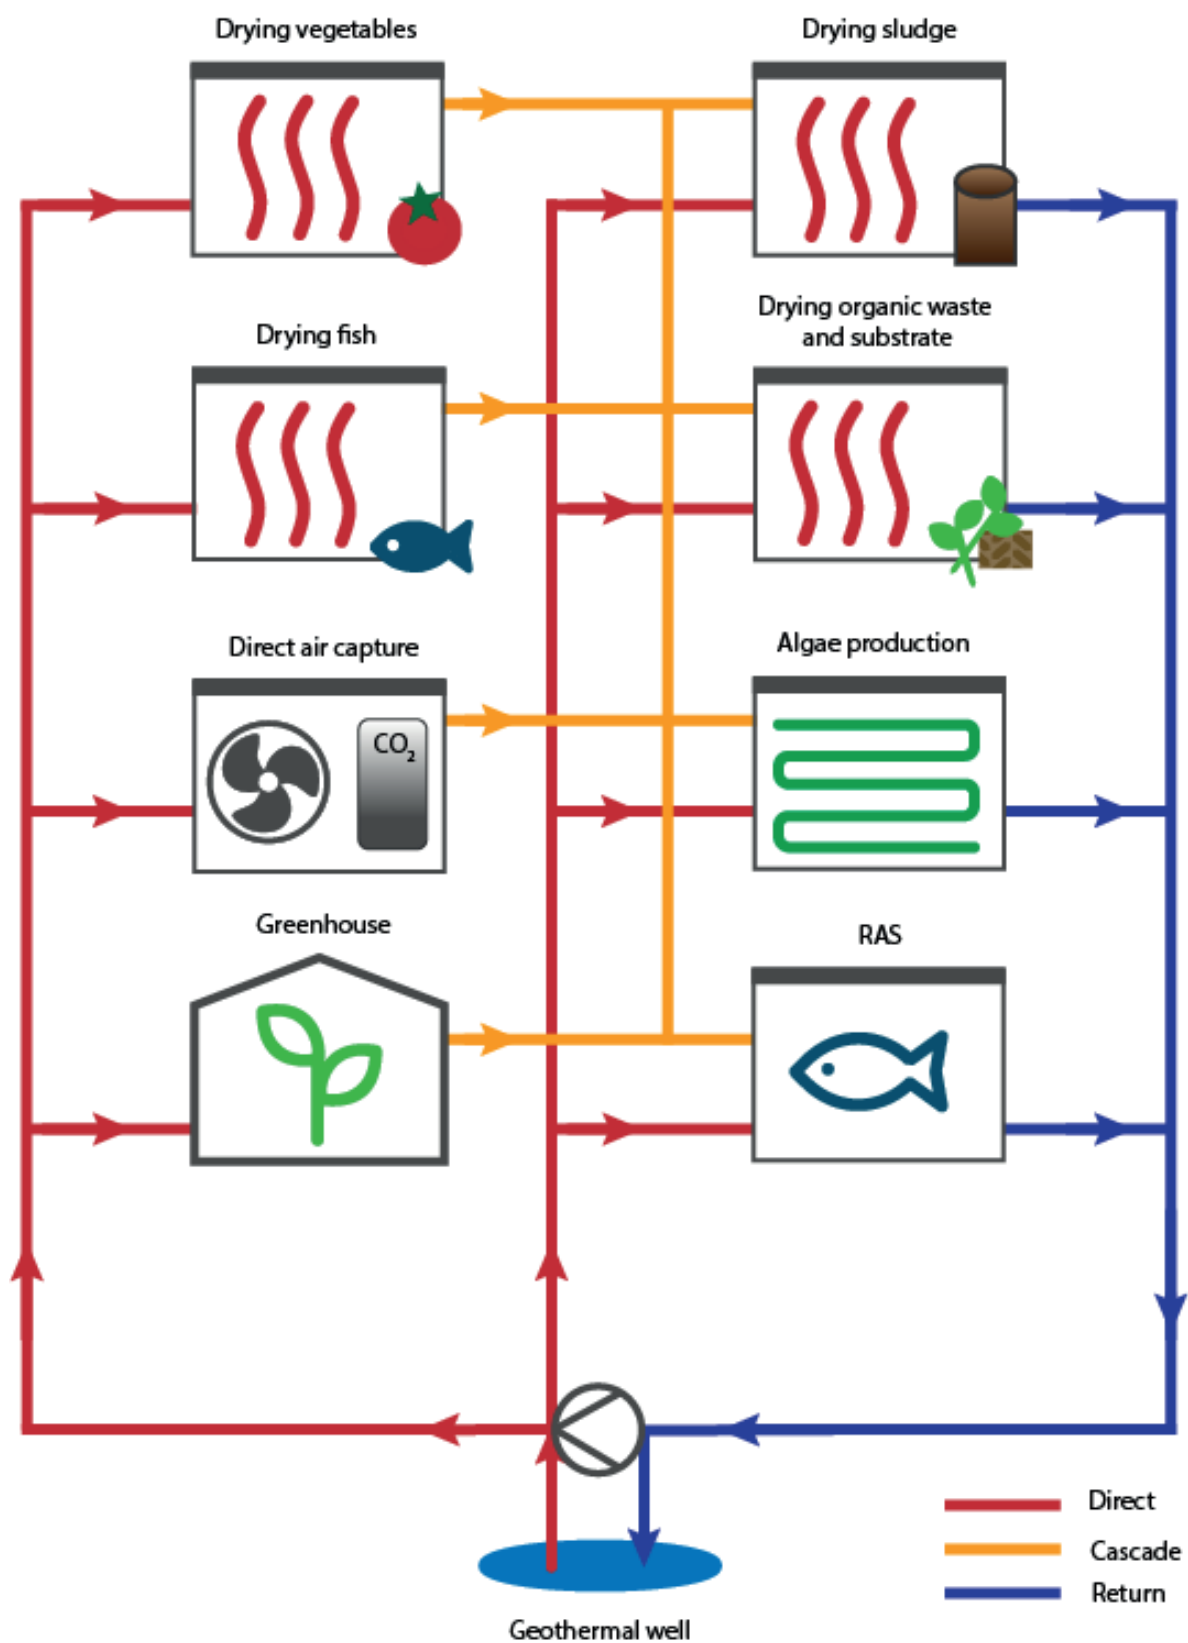 Drying vegetables
Drying sludge
Drying fish
Drying organic waste
and substrate
Direct air capture
CO₂
Algae production
Greenhouse
RAS
Direct
Cascade
Return
Geothermal well